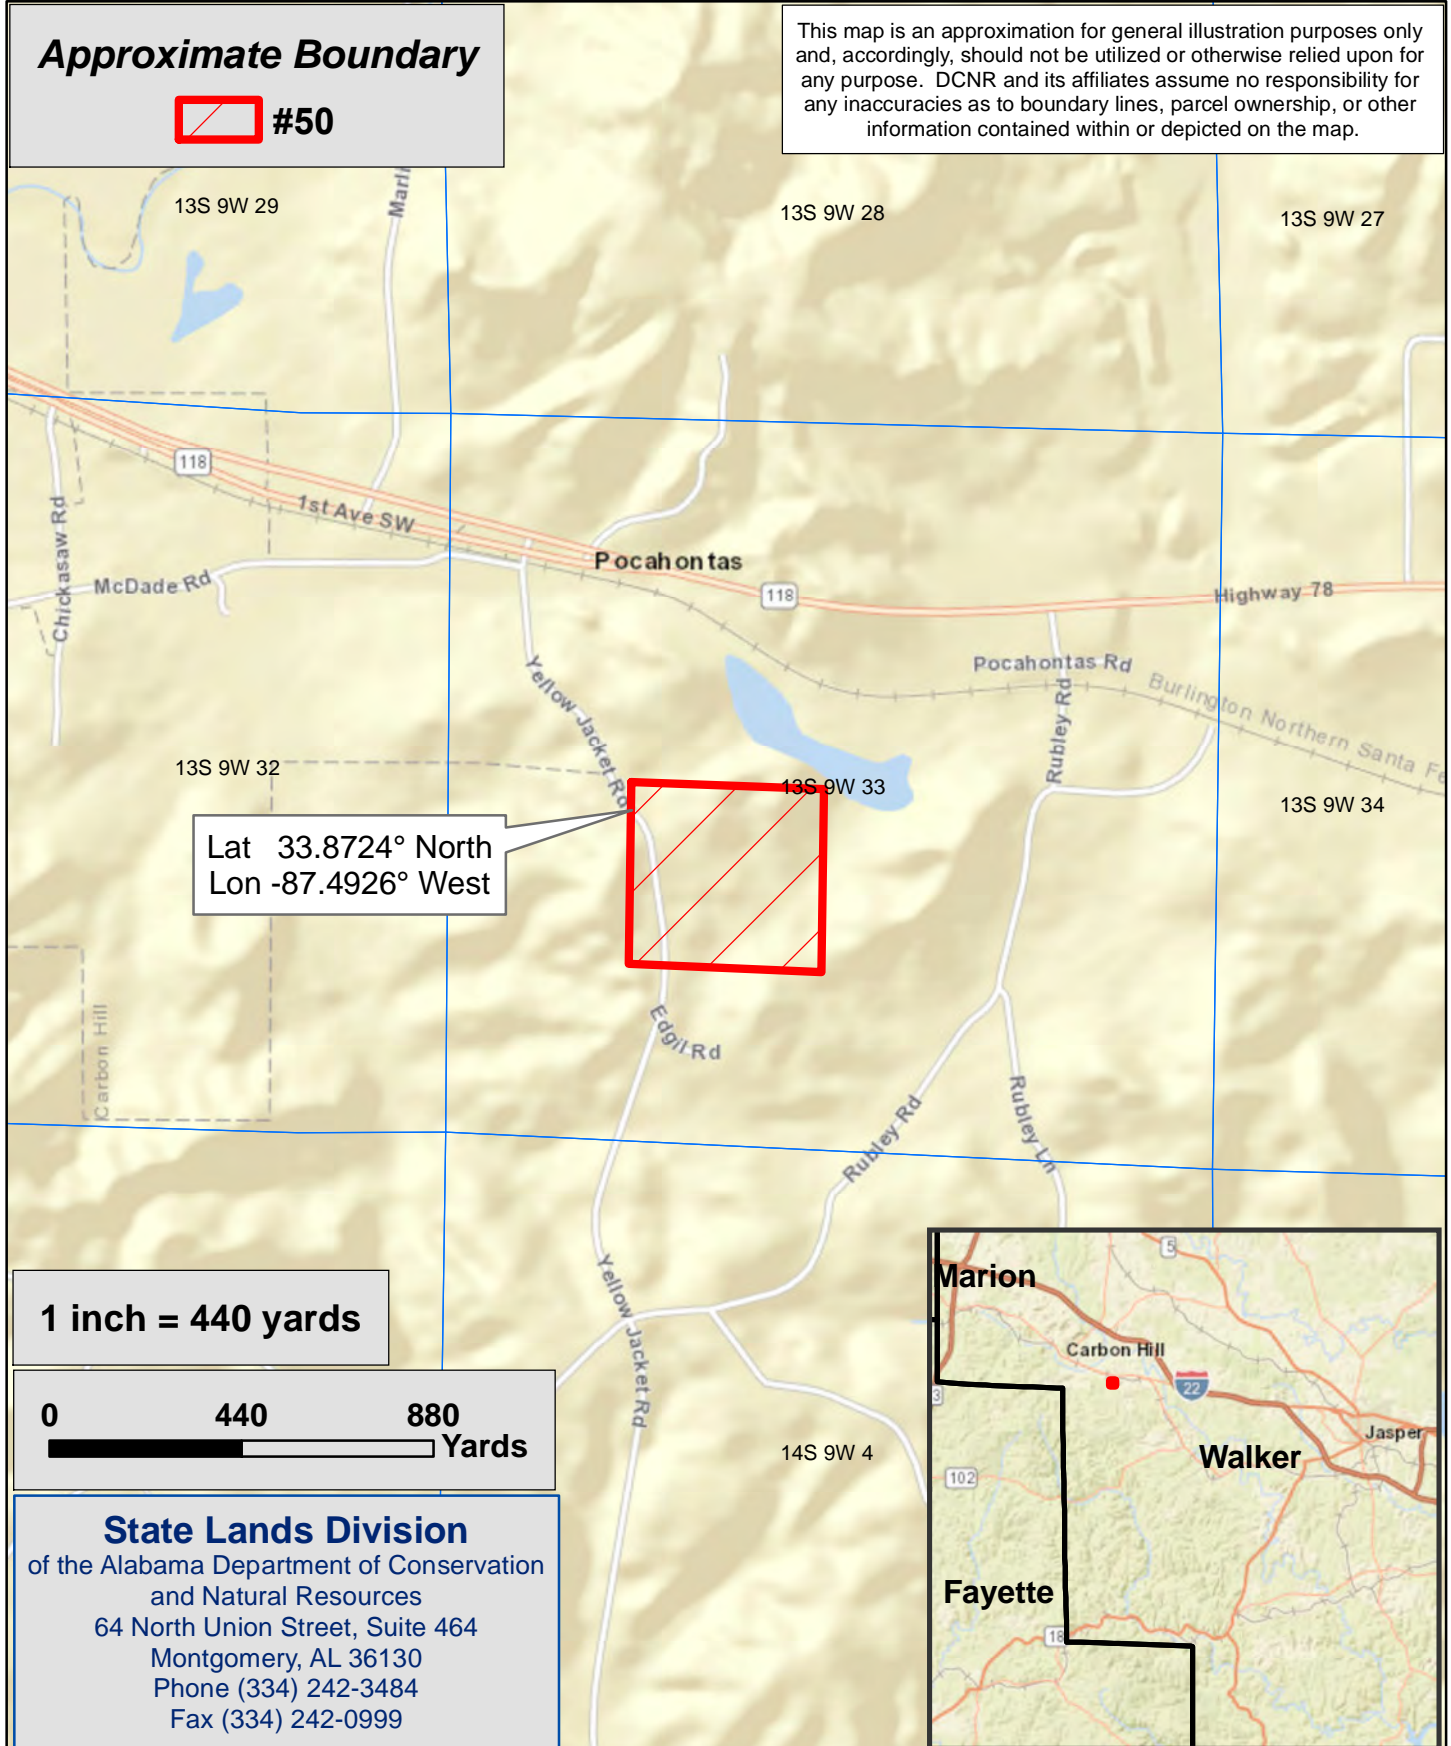 Approximate Boundary
#50
This map is an approximation for general illustration purposes only
and, accordingly, should not be utilized or otherwise relied upon for
any purpose. DCNR and its affiliates assume no responsibility for
any inaccuracies as to boundary lines, parcel ownership, or other
information contained within or depicted on the map.
13S 9W 29
Marli
13S 9W 28
13S 9W 27
118
1st Ave SW
Chickasaw Rd
McDade Rd
Pocahontas
118
Highway 78
Pocahontas Rd
Burlington Northern Santa Fe
Rubley Rd
Yellow Jacket Rd
13S 9W 32
13S 9W 33
13S 9W 34
Lat 33.8724° North
Lon -87.4926° West
Carbon Hill
Edgil Rd
Rubley Rd
Rubley Ln
Yellow Jacket Rd
14S 9W 4
1 inch = 440 yards
0 440 880
Yards
State Lands Division
of the Alabama Department of Conservation
and Natural Resources
64 North Union Street, Suite 464
Montgomery, AL 36130
Phone (334) 242-3484
Fax (334) 242-0999
5
Marion
Carbon Hill
22
3
Jasper
Walker
102
Fayette
18